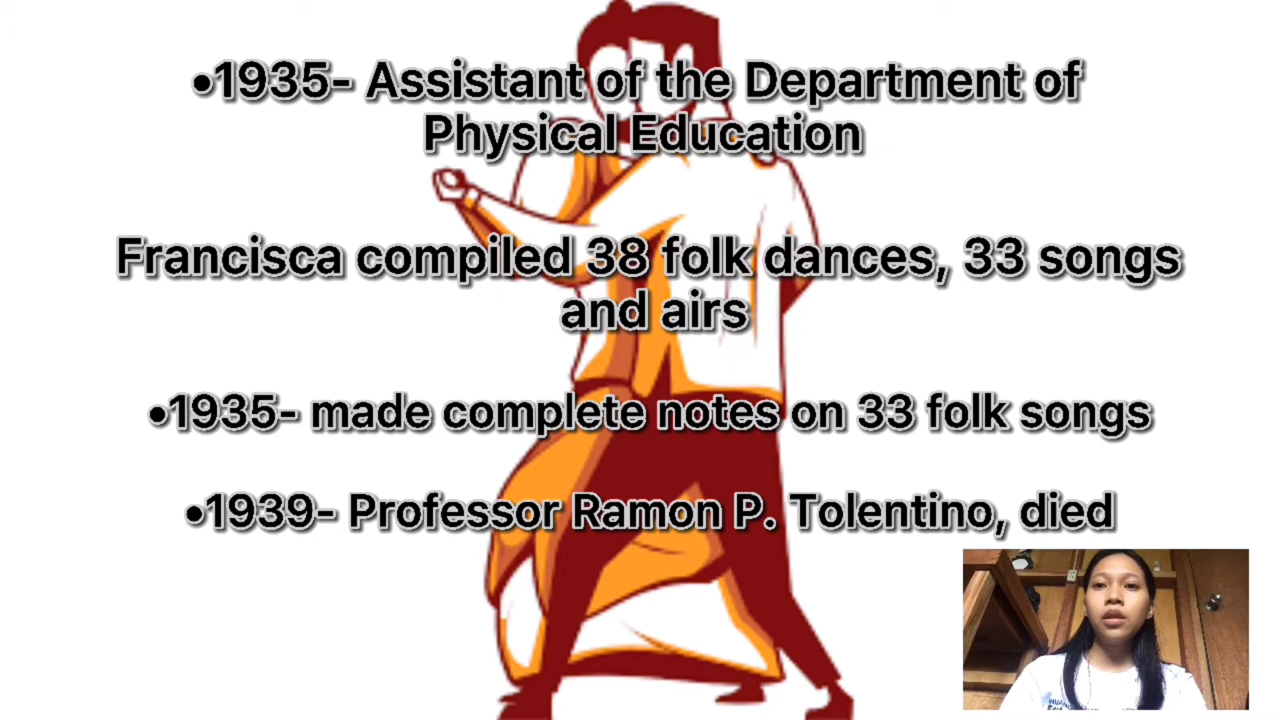 •1935- Assistant of the Department of
Physical Education
Francisca compiled 38 folk dances, 33 songs
and airs
•1935- made complete notes on 33 folk songs
•1939- Professor Ramon P. Tolentino, died